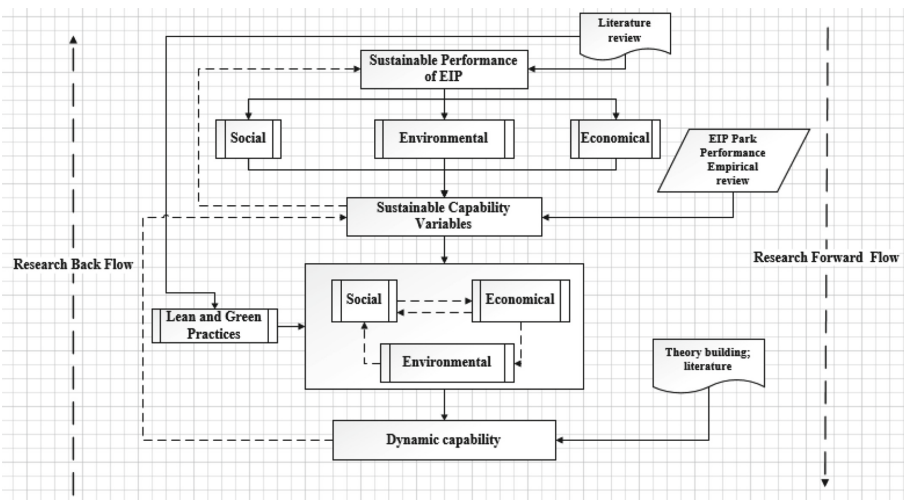 Literature
review
Sustainable Performance
of EIP
Social
Environmental
Economical
EIP Park
Performance
Empirical
review
Sustainable Capability
Variables
Research Back Flow
Research Forward Flow
Social
Economical
Lean and Green
Practices
Environmental
Theory building;
literature
Dynamic capability